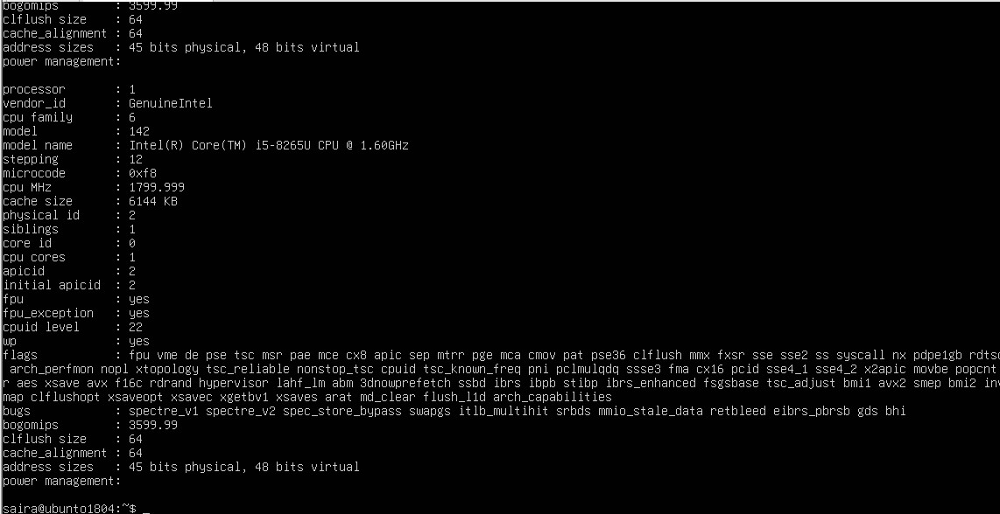 bogomips        : 3599.99
clflush size    : 64
cache_alignment : 64
address sizes   : 45 bits physical, 48 bits virtual
power management:

processor       : 1
vendor_id       : GenuineIntel
cpu family      : 6
model           : 142
model name      : Intel(R) Core(TM) i5-8265U CPU @ 1.60GHz
stepping        : 12
microcode       : 0xf8
cpu MHz         : 1799.999
cache size      : 6144 KB
physical id     : 2
siblings        : 1
core id         : 0
cpu cores       : 1
apicid          : 2
initial apicid  : 2
fpu             : yes
fpu_exception   : yes
cpuid level     : 22
wp              : yes
flags           : fpu vme de pse tsc msr pae mce cx8 apic sep mtrr pge mca cmov pat pse36 clflush mmx fxsr sse sse2 ss syscall nx pdpe1gb rdtsc
arch_perfmon nopl xtopology tsc_reliable nonstop_tsc cpuid tsc_known_freq pni pclmulqdq ssse3 fma cx16 pcid sse4_1 sse4_2 x2apic movbe popcnt
r aes xsave avx f16c rdrand hypervisor lahf_lm abm 3dnowprefetch ssbd ibrs ibpb stibp ibrs_enhanced fsgsbase tsc_adjust bmi1 avx2 smep bmi2 inv
map clflushopt xsaveopt xsavec xgetbv1 xsaves arat md_clear flush_l1d arch_capabilities
bugs            : spectre_v1 spectre_v2 spec_store_bypass swapgs itlb_multihit srbds mmio_stale_data retbleed eibrs_pbrsb gds bhi
bogomips        : 3599.99
clflush size    : 64
cache_alignment : 64
address sizes   : 45 bits physical, 48 bits virtual
power management:

saira@ubunto1804:~$ _